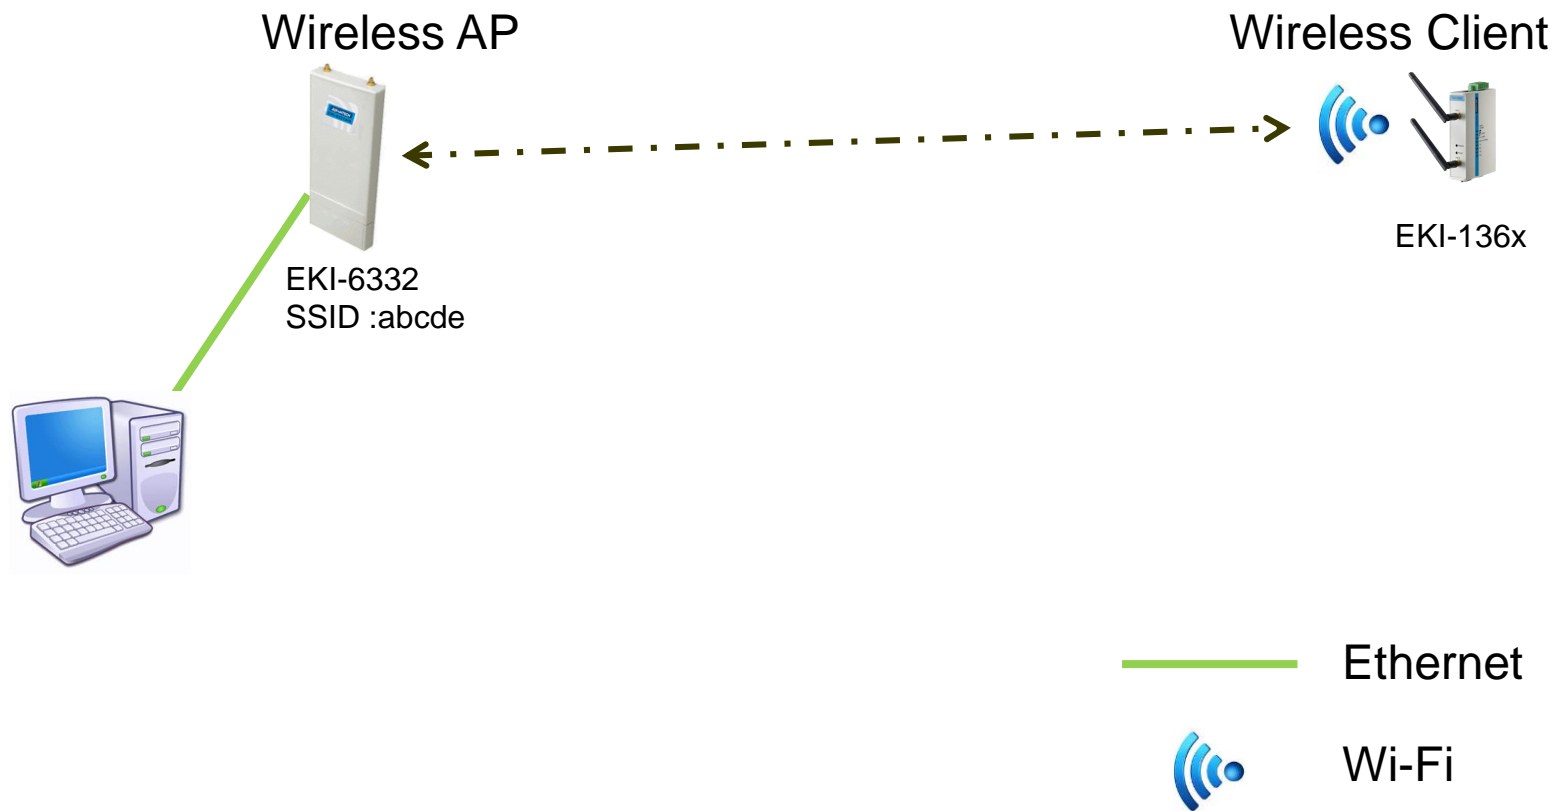 Wireless AP
Wireless Client
EKI-136x
EKI-6332
SSID :abcde
Ethernet
Wi-Fi